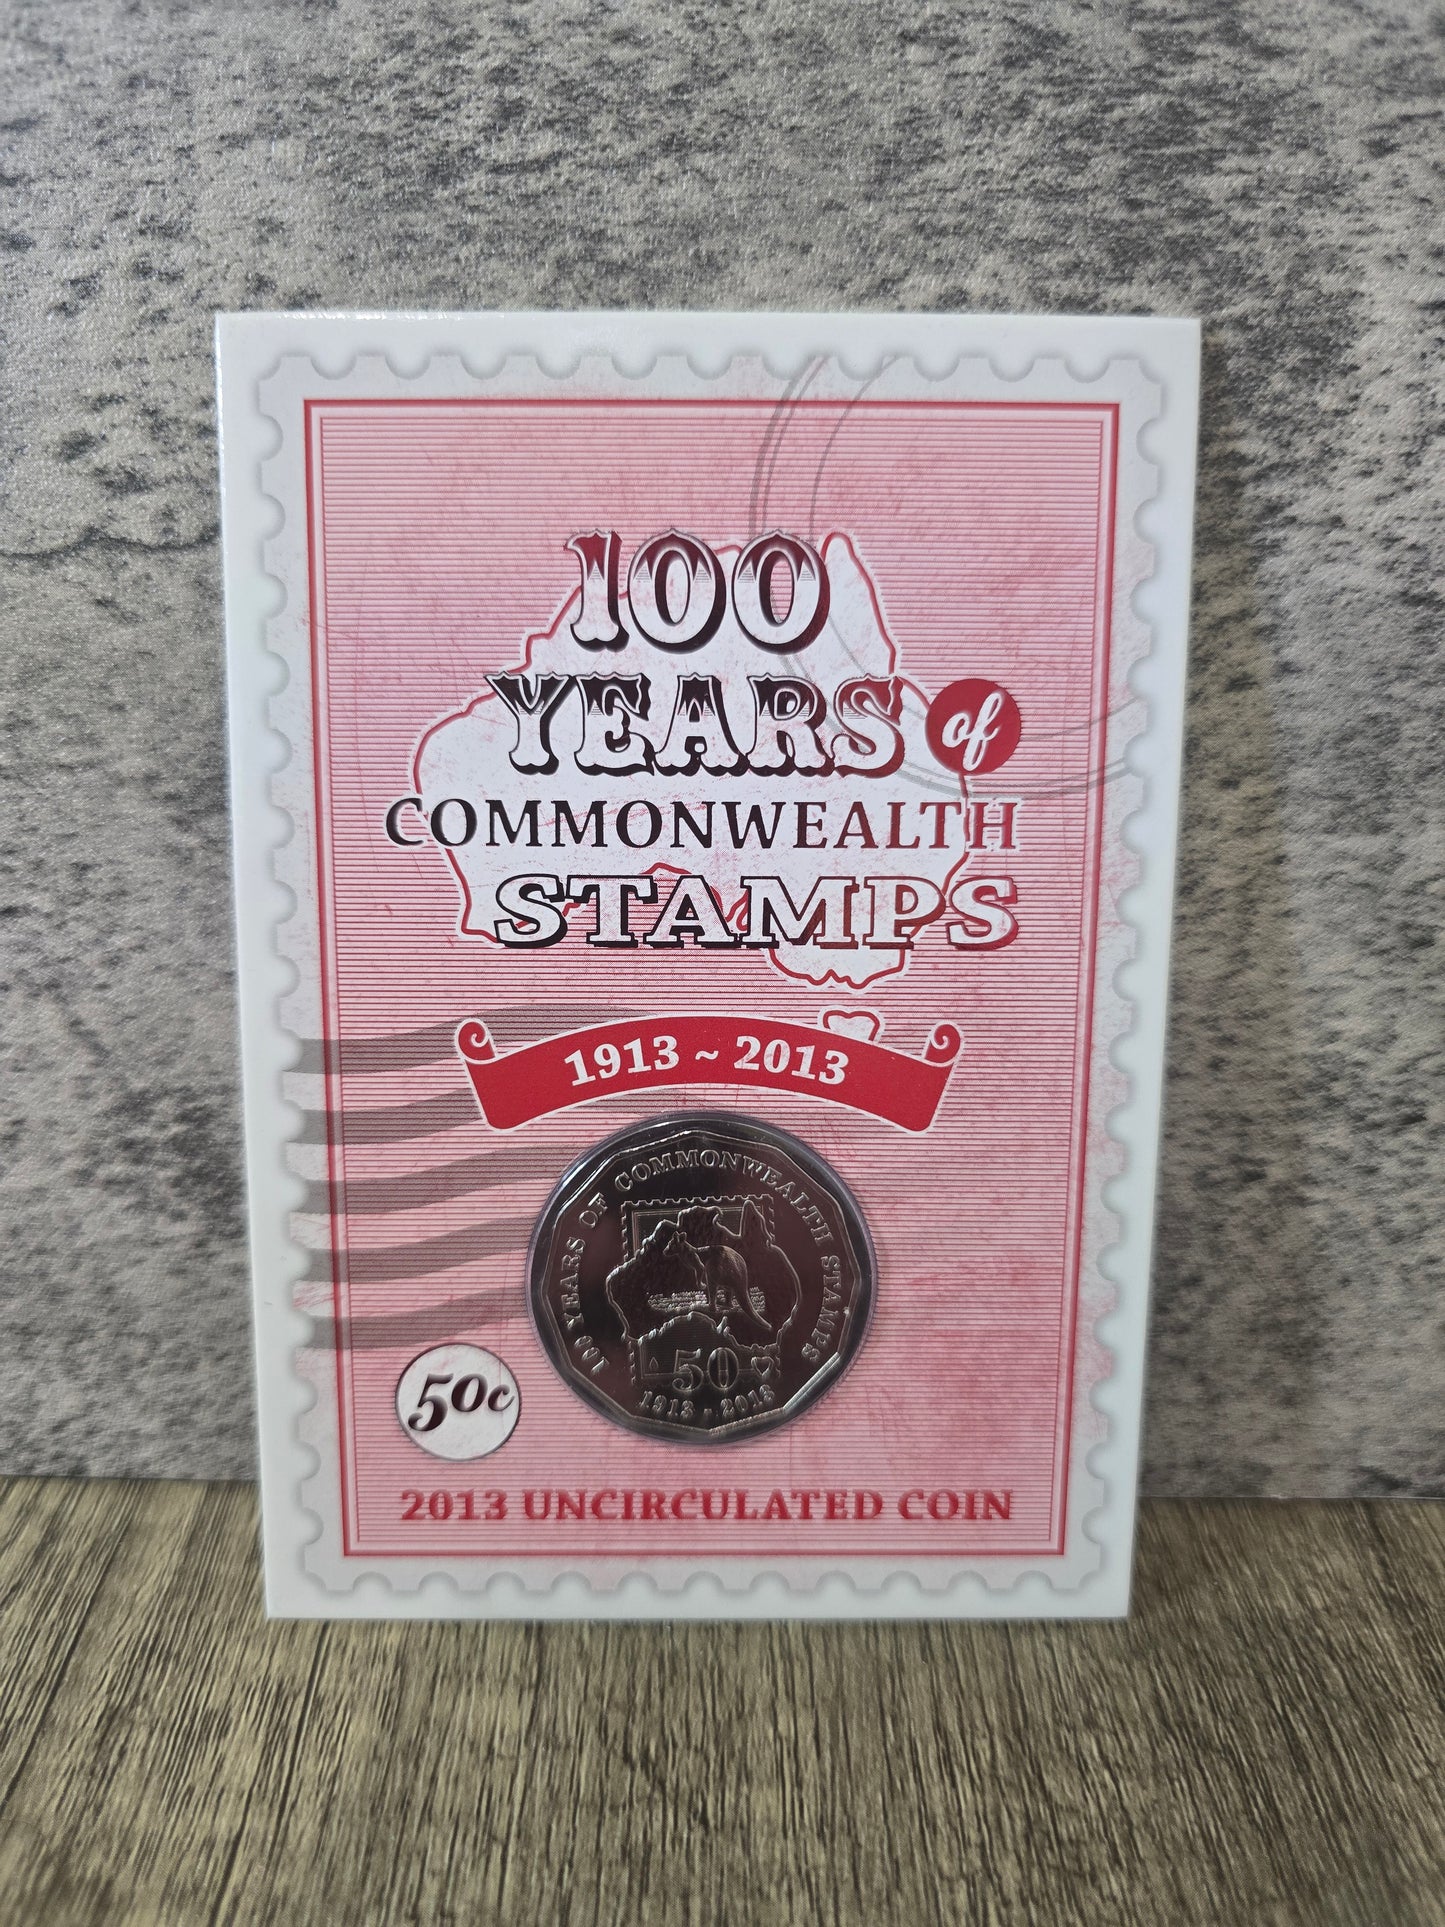 100
YEARS of
COMMONWEALTH
STAMPS
1913 ~ 2013
100 YEARS OF COMMONWEALTH STAMPS
50
1913 - 2013
50c
2013 UNCIRCULATED COIN